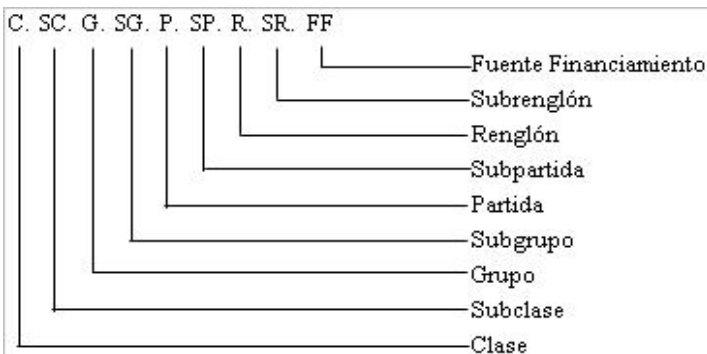 C. SC. G. SG. P. SP. R. SR. FF
Fuente Financiamiento
Subrenglón
Renglón
Subpartida
Partida
Subgrupo
Grupo
Subclase
Clase